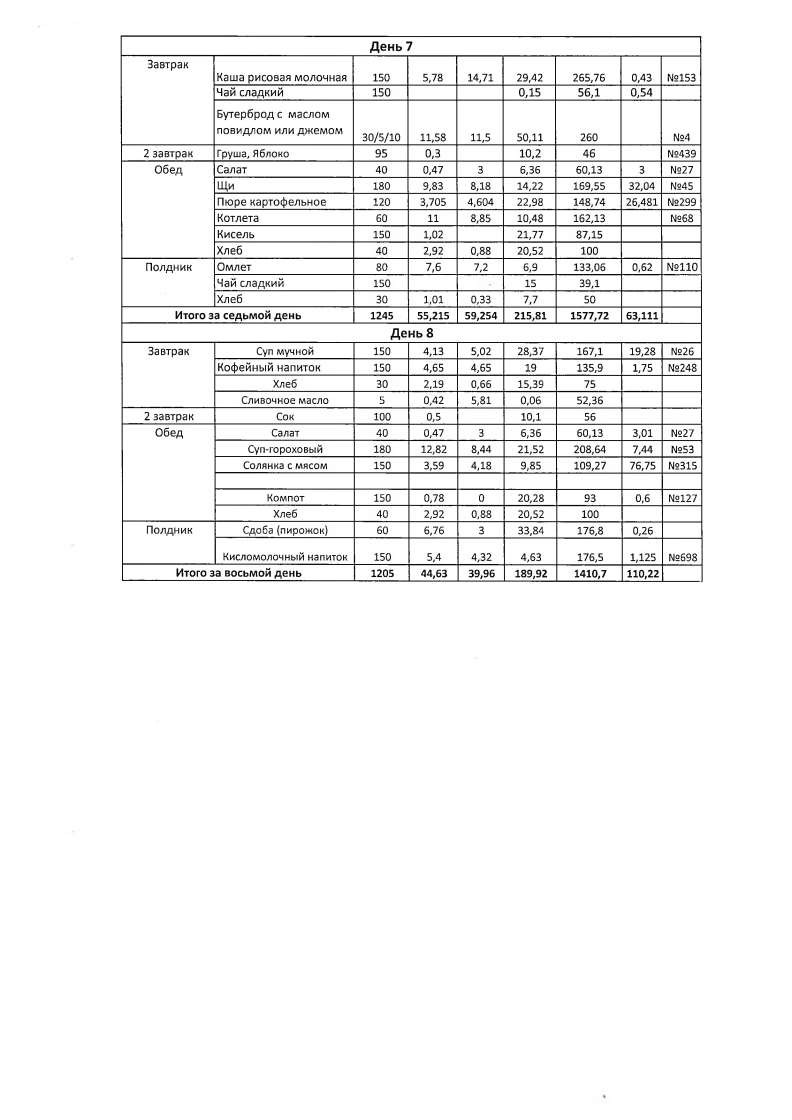 День 7
Завтрак
Каша рисовая молочная 150 5,78 14,71 29,42 265,76 0,43 №153
Чай сладкий 150 0,15 56,1 0,54
Бутерброд с маслом
повидлом или джемом 30/5/10 11,58 11,5 50,11 260 №4
2 завтрак Груша, Яблоко 95 0,3 10,2 46 №439
Обед Салат 40 0,47 3 6,36 60,13 3 №27
Щи 180 9,83 8,18 14,22 169,55 32,04 №45
Пюре картофельное 120 3,705 4,604 22,98 148,74 26,481 №299
Котлета 60 11 8,85 10,48 162,13 №68
Кисель 150 1,02 21,77 87,15
Хлеб 40 2,92 0,88 20,52 100
Полдник Омлет 80 7,6 7,2 6,9 133,06 0,62 №110
Чай сладкий 150 15 39,1
Хлеб 30 1,01 0,33 7,7 50
Итого за седьмой день 1245 55,215 59,254 215,81 1577,72 63,111
День 8
Завтрак Суп мучной 150 4,13 5,02 28,37 167,1 19,28 №26
Кофейный напиток 150 4,65 4,65 19 135,9 1,75 №248
Хлеб 30 2,19 0,66 15,39 75
Сливочное масло 5 0,42 5,81 0,06 52,36
2 завтрак Сок 100 0,5 10,1 56
Обед Салат 40 0,47 3 6,36 60,13 3,01 №27
Суп-гороховый 180 12,82 8,44 21,52 208,64 7,44 №53
Солянка с мясом 150 3,59 4,18 9,85 109,27 76,75 №315
Компот 150 0,78 0 20,28 93 0,6 №127
Хлеб 40 2,92 0,88 20,52 100
Полдник Сдоба (пирожок) 60 6,76 3 33,84 176,8 0,26
Кисломолочный напиток 150 5,4 4,32 4,63 176,5 1,125 №698
Итого за восьмой день 1205 44,63 39,96 189,92 1410,7 110,22